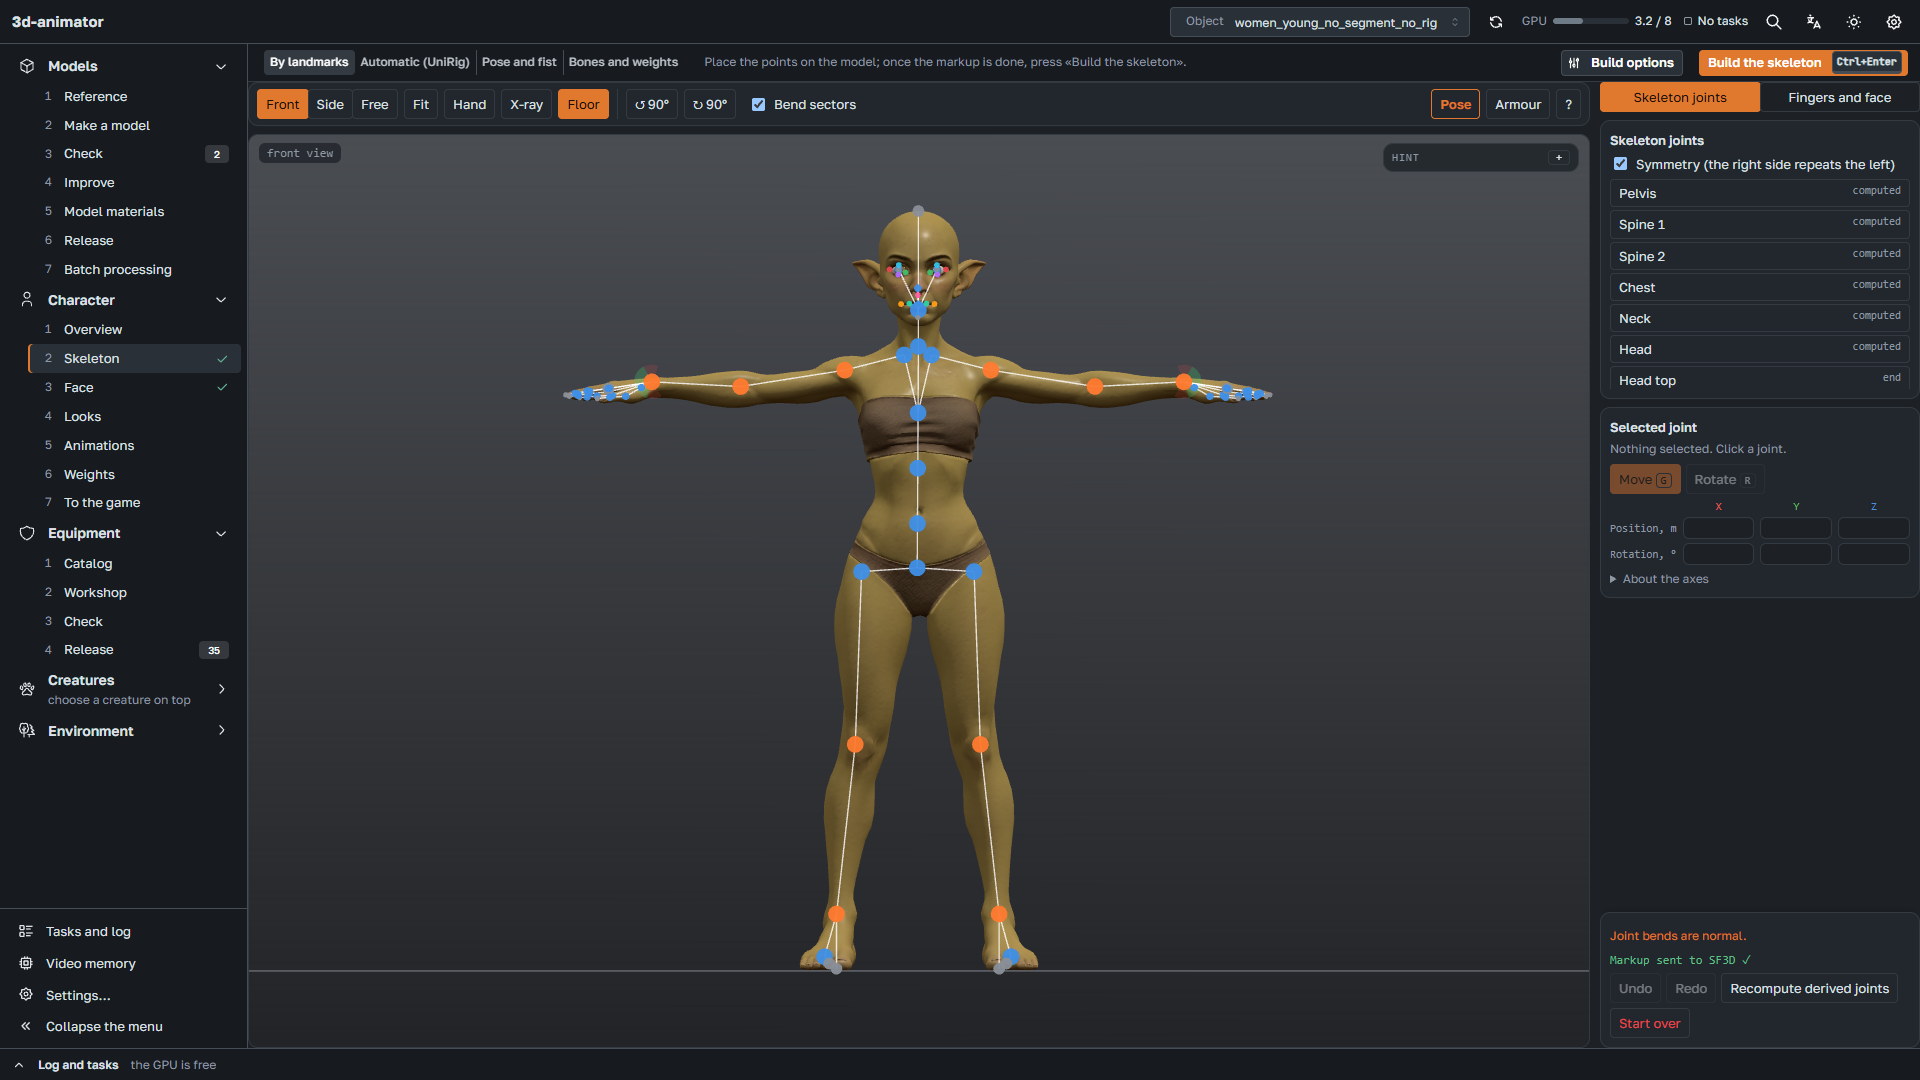 3d-animator
Object women_young_no_segment_no_rig
GPU 3.2 / 8 No tasks
Models
1 Reference
2 Make a model
3 Check 2
4 Improve
5 Model materials
6 Release
7 Batch processing
Character
1 Overview
2 Skeleton
3 Face
4 Looks
5 Animations
6 Weights
7 To the game
Equipment
1 Catalog
2 Workshop
3 Check
4 Release 35
Creatures
choose a creature on top
Environment
Tasks and log
Video memory
Settings...
Collapse the menu
By landmarks Automatic (UniRig) Pose and fist Bones and weights Place the points on the model; once the markup is done, press «Build the skeleton».
Build options Build the skeleton Ctrl+Enter
Front Side Free Fit Hand X-ray Floor ↺ 90° ↻ 90° Bend sectors Pose Armour ?
front view
HINT +
Skeleton joints Fingers and face
Skeleton joints
Symmetry (the right side repeats the left)
Pelvis computed
Spine 1 computed
Spine 2 computed
Chest computed
Neck computed
Head computed
Head top end
Selected joint
Nothing selected. Click a joint.
Move G Rotate R
X Y Z
Position, m
Rotation, °
About the axes
Joint bends are normal.
Markup sent to SF3D ✓
Undo Redo Recompute derived joints
Start over
Log and tasks the GPU is free